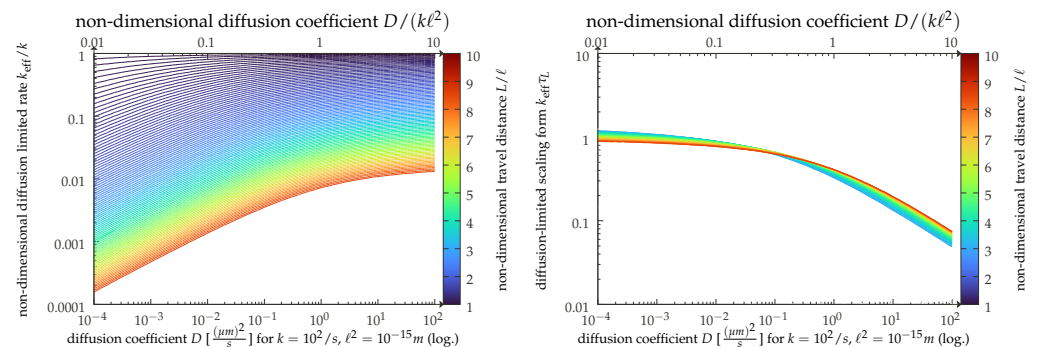 non-dimensional diffusion coefficient D/(kℓ²)
0.01 0.1 1 10
non-dimensional diffusion limited rate k_eff/k
1
0.1
0.01
0.001
0.0001
10⁻⁴ 10⁻³ 10⁻² 10⁻¹ 10⁰ 10¹ 10²
diffusion coefficient D [(μm)²/s] for k = 10²/s, ℓ² = 10⁻¹⁵m (log.)
10
9
8
7
6
5
4
3
2
1
non-dimensional travel distance L/ℓ
non-dimensional diffusion coefficient D/(kℓ²)
0.01 0.1 1 10
diffusion-limited scaling form k_eff τ_L
10
1
0.1
0.01
10⁻⁴ 10⁻³ 10⁻² 10⁻¹ 10⁰ 10¹ 10²
diffusion coefficient D [(μm)²/s] for k = 10²/s, ℓ² = 10⁻¹⁵m (log.)
10
9
8
7
6
5
4
3
2
1
non-dimensional travel distance L/ℓ